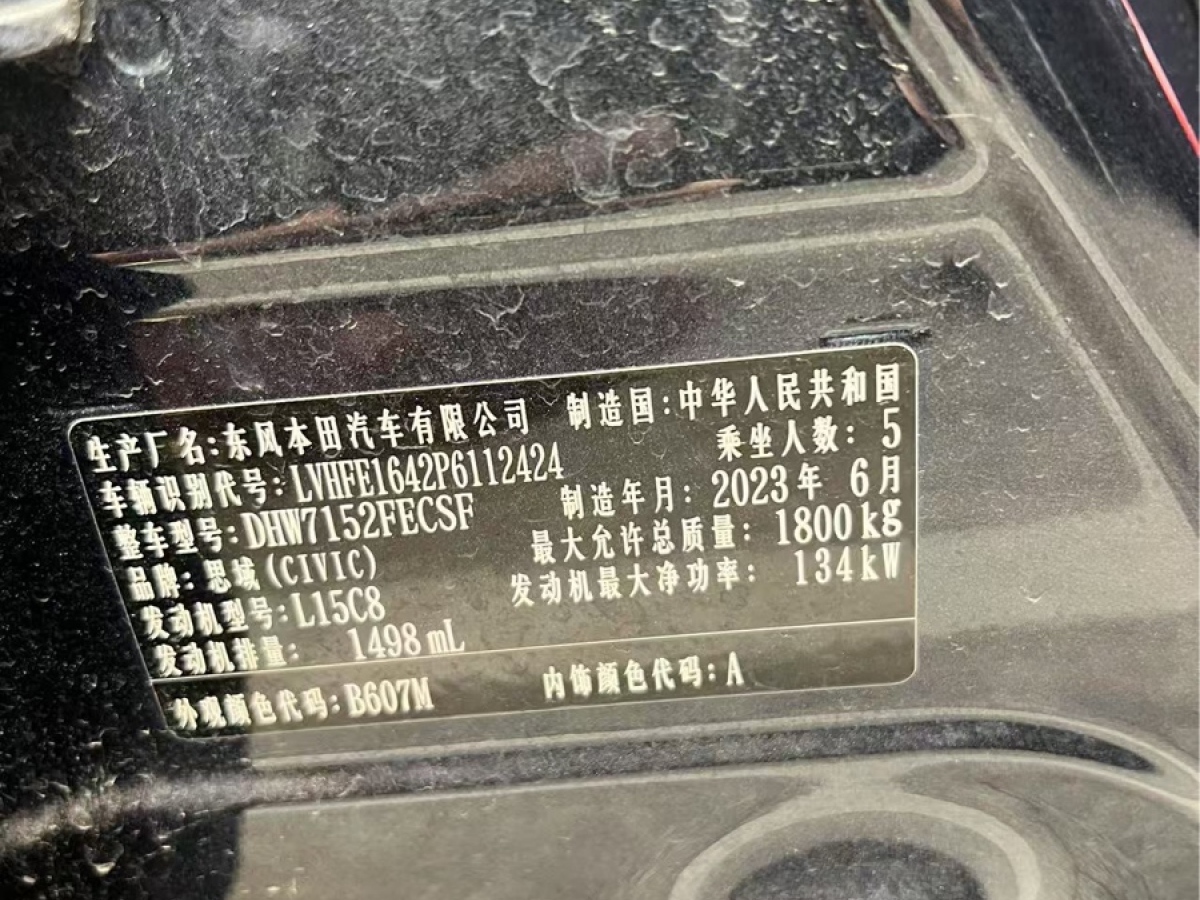 生产厂名:东风本田汽车有限公司 制造国:中华人民共和国
车辆识别代号:LVHFE1642P6112424 乘坐人数:5
整车型号:DHW7152FECSF 制造年月:2023年 6月
品牌:思域(CIVIC) 最大允许总质量:1800kg
发动机型号:L15C8 发动机最大净功率:134kW
发动机排量:1498mL
外观颜色代码:B607M 内饰颜色代码:A